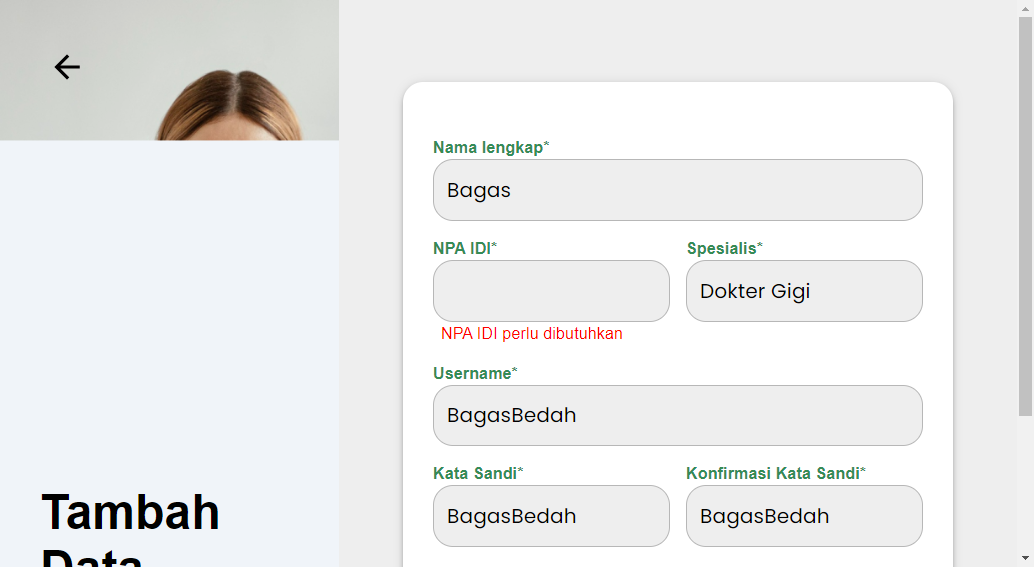 Nama lengkap*
Bagas
NPA IDI*
Spesialis*
Dokter Gigi
NPA IDI perlu dibutuhkan
Username*
BagasBedah
Kata Sandi*
Konfirmasi Kata Sandi*
BagasBedah
BagasBedah
Tambah
Data